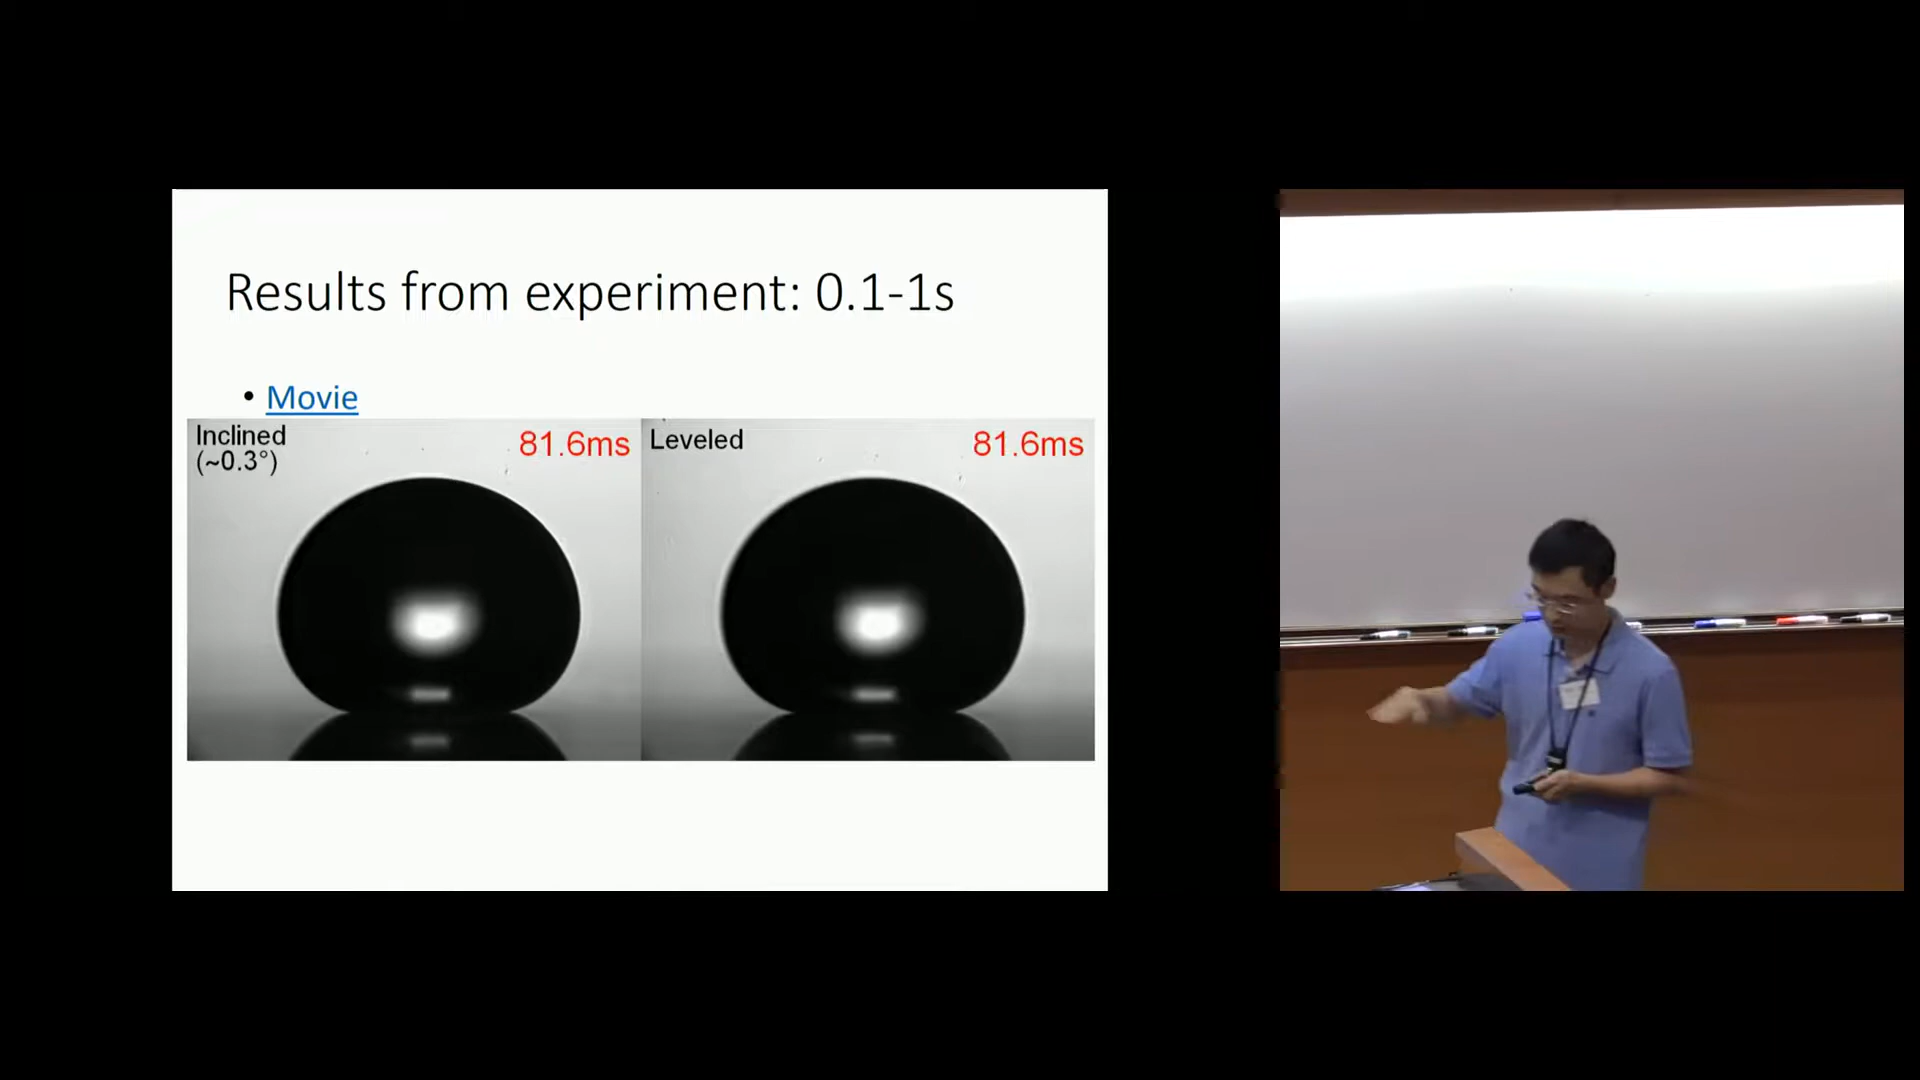 Results from experiment: 0.1-1s
• Movie
Inclined
(~0.3°)
81.6ms
Leveled
81.6ms